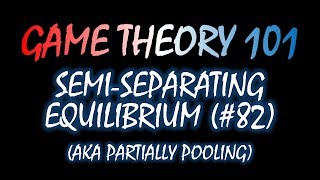 GAME THEORY 101
SEMI-SEPARATING
EQUILIBRIUM (#82)
(AKA PARTIALLY POOLING)